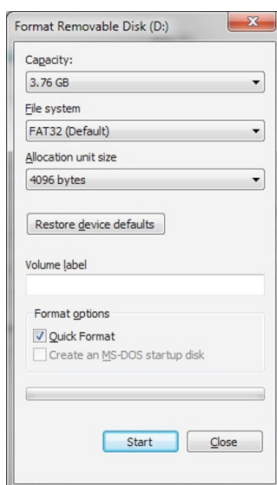 Format Removable Disk (D:)
Capacity:
3.76 GB
File system
FAT32 (Default)
Allocation unit size
4096 bytes
Restore device defaults
Volume label
Format options
Quick Format
Create an MS-DOS startup disk
Start
Close